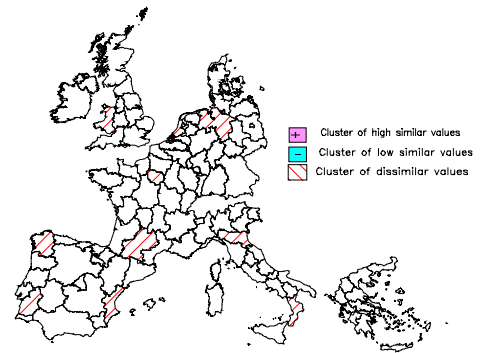 + Cluster of high similar values
- Cluster of low similar values
Cluster of dissimilar values